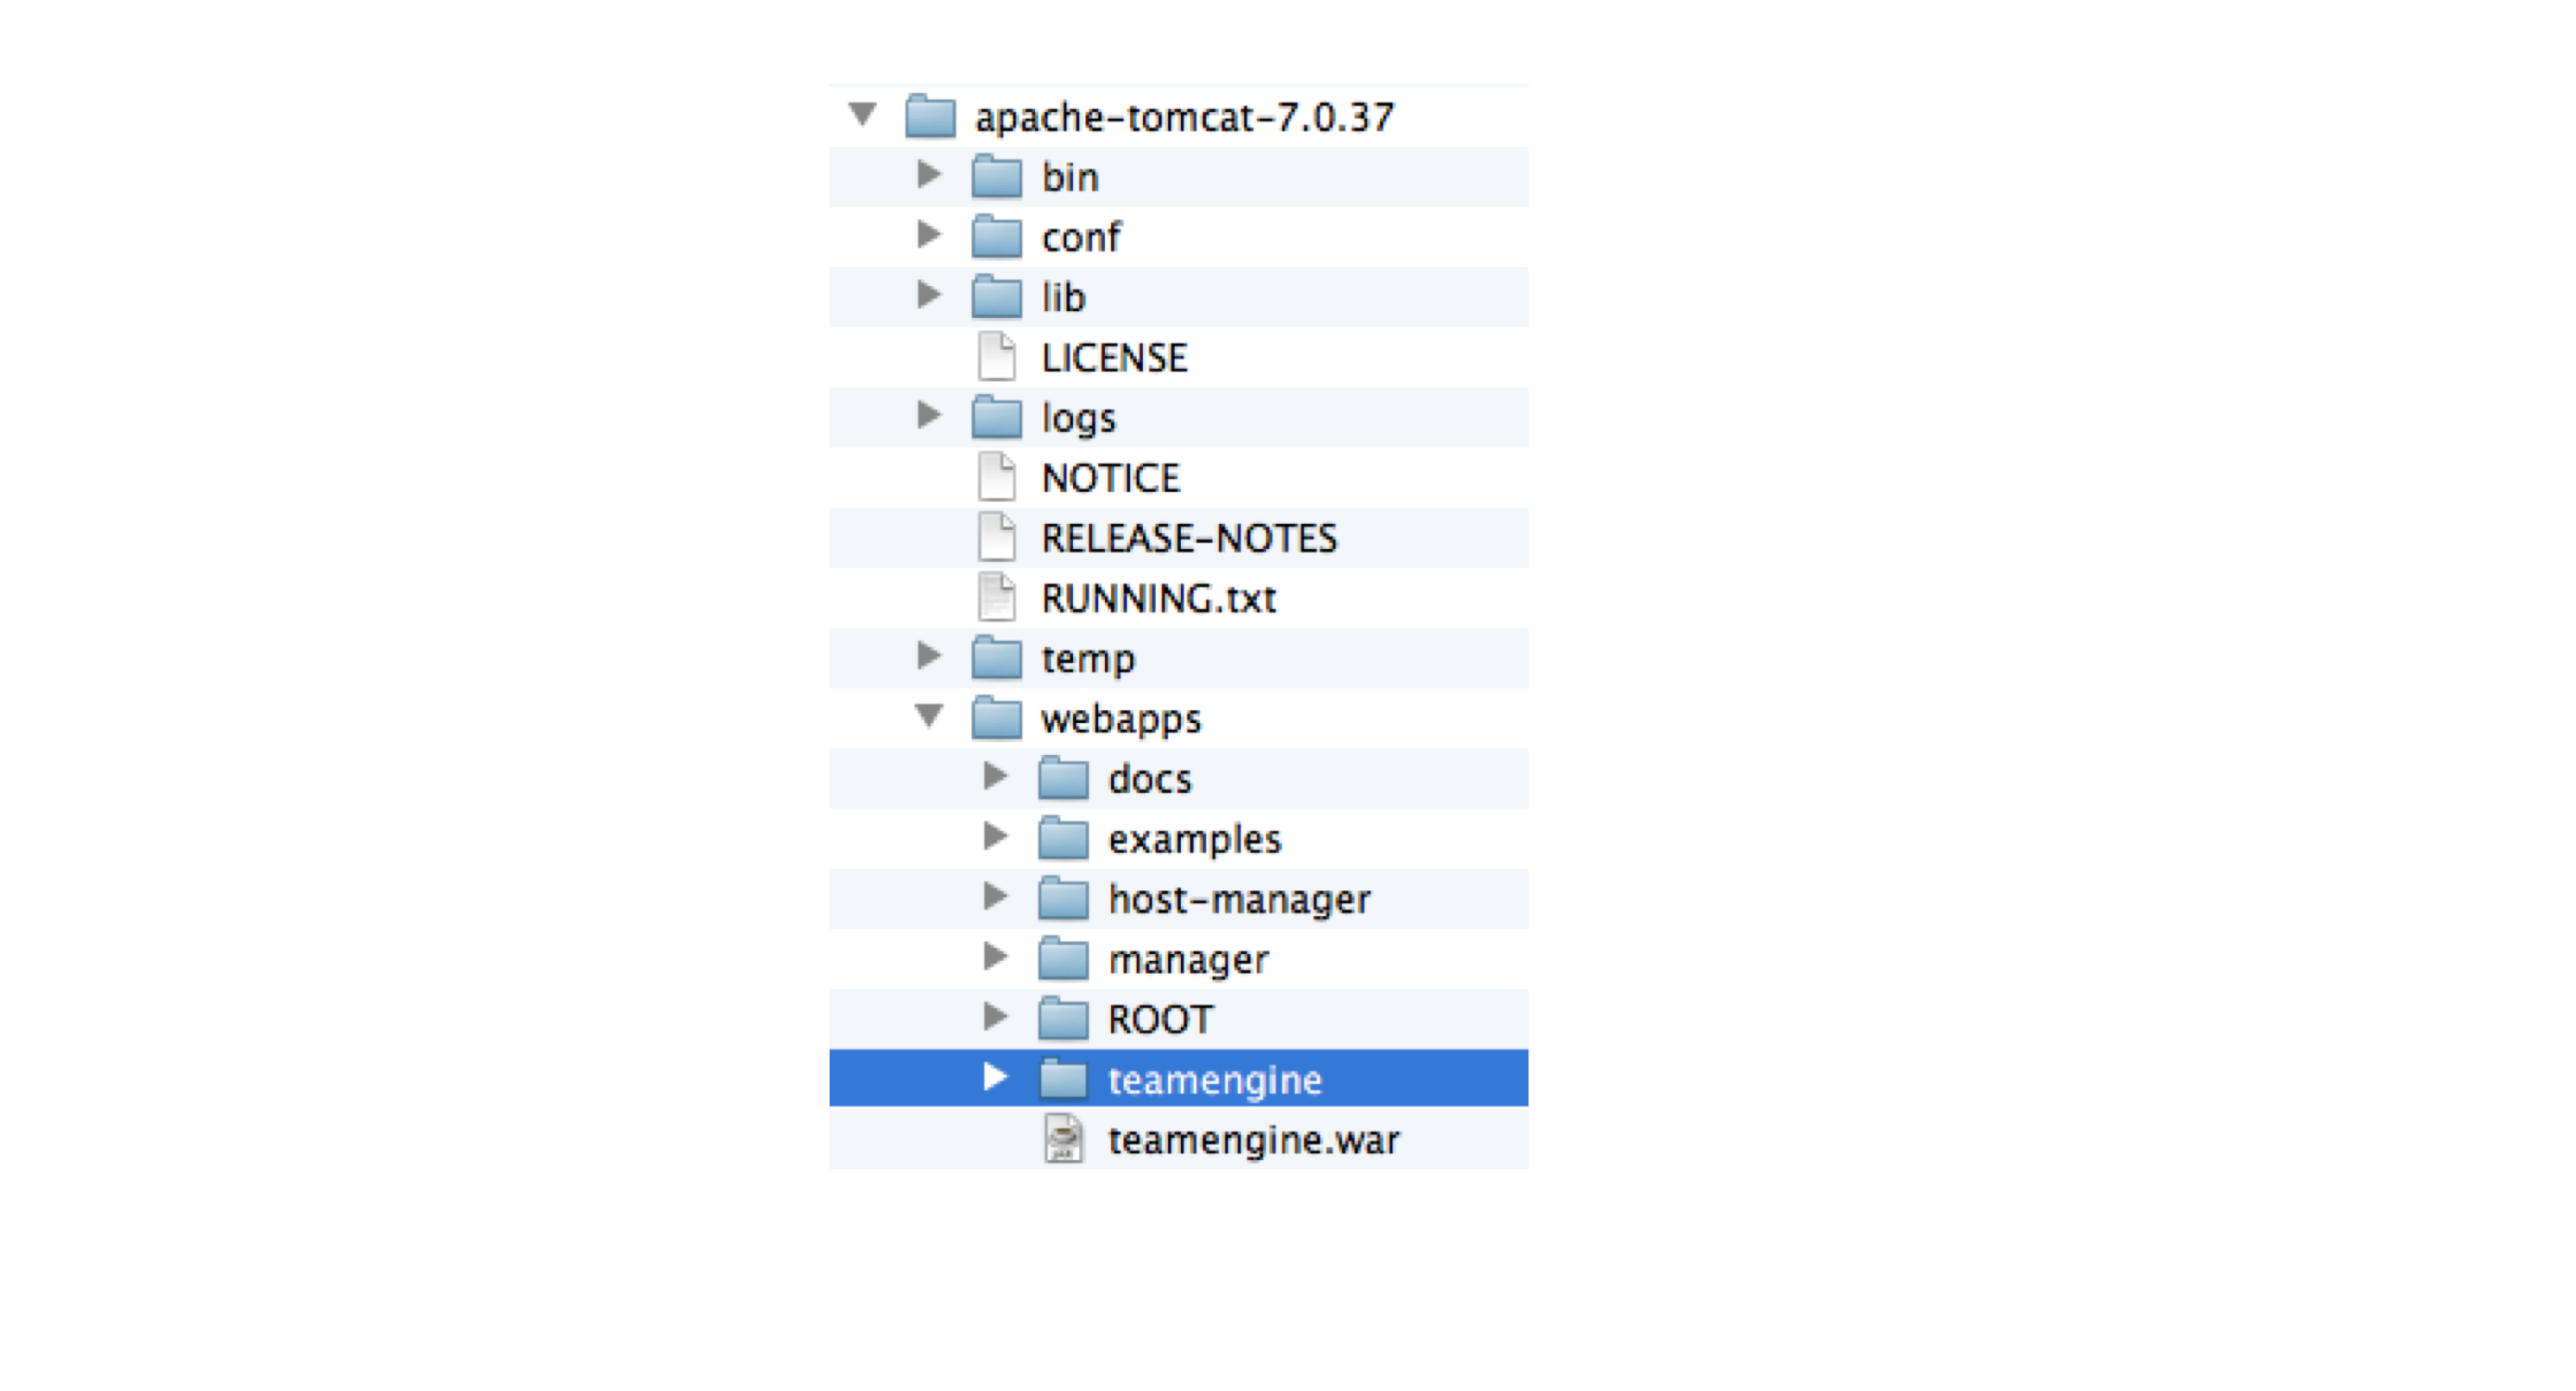 apache-tomcat-7.0.37
bin
conf
lib
LICENSE
logs
NOTICE
RELEASE-NOTES
RUNNING.txt
temp
webapps
docs
examples
host-manager
manager
ROOT
teamengine
teamengine.war